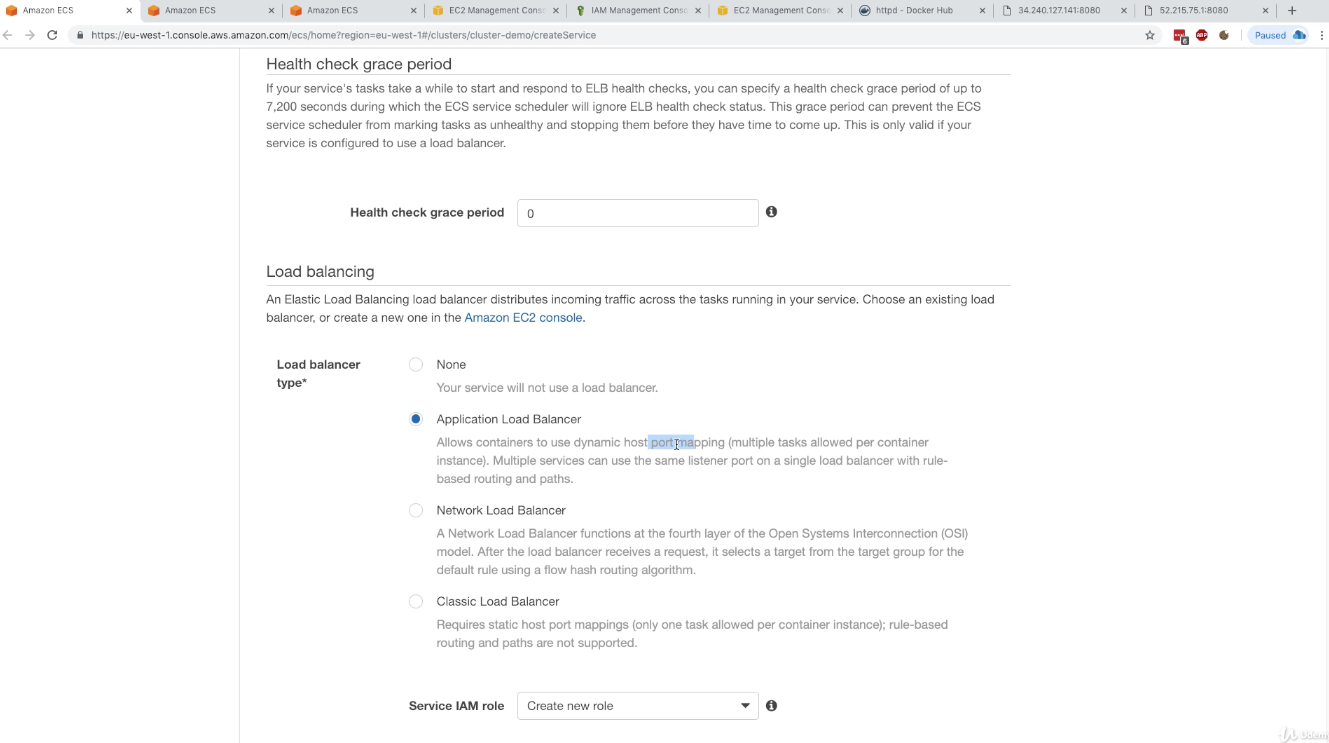 Amazon ECS
Amazon ECS
Amazon ECS
EC2 Management Conso
IAM Management Conso
EC2 Management Conso
httpd - Docker Hub
34.240.127.141:8080
52.215.75.1:8080
https://eu-west-1.console.aws.amazon.com/ecs/home?region=eu-west-1#/clusters/cluster-demo/createService
ABP
Paused
Health check grace period
If your service's tasks take a while to start and respond to ELB health checks, you can specify a health check grace period of up to
7,200 seconds during which the ECS service scheduler will ignore ELB health check status. This grace period can prevent the ECS
service scheduler from marking tasks as unhealthy and stopping them before they have time to come up. This is only valid if your
service is configured to use a load balancer.
Health check grace period 0
Load balancing
An Elastic Load Balancing load balancer distributes incoming traffic across the tasks running in your service. Choose an existing load
balancer, or create a new one in the Amazon EC2 console.
Load balancer
type*
None
Your service will not use a load balancer.
Application Load Balancer
Allows containers to use dynamic host port mapping (multiple tasks allowed per container
instance). Multiple services can use the same listener port on a single load balancer with rule-
based routing and paths.
Network Load Balancer
A Network Load Balancer functions at the fourth layer of the Open Systems Interconnection (OSI)
model. After the load balancer receives a request, it selects a target from the target group for the
default rule using a flow hash routing algorithm.
Classic Load Balancer
Requires static host port mappings (only one task allowed per container instance); rule-based
routing and paths are not supported.
Service IAM role Create new role